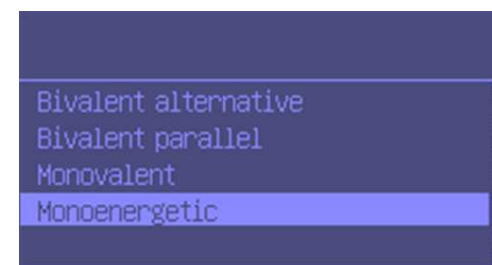 Bivalent alternative
Bivalent parallel
Monovalent
Monoenergetic